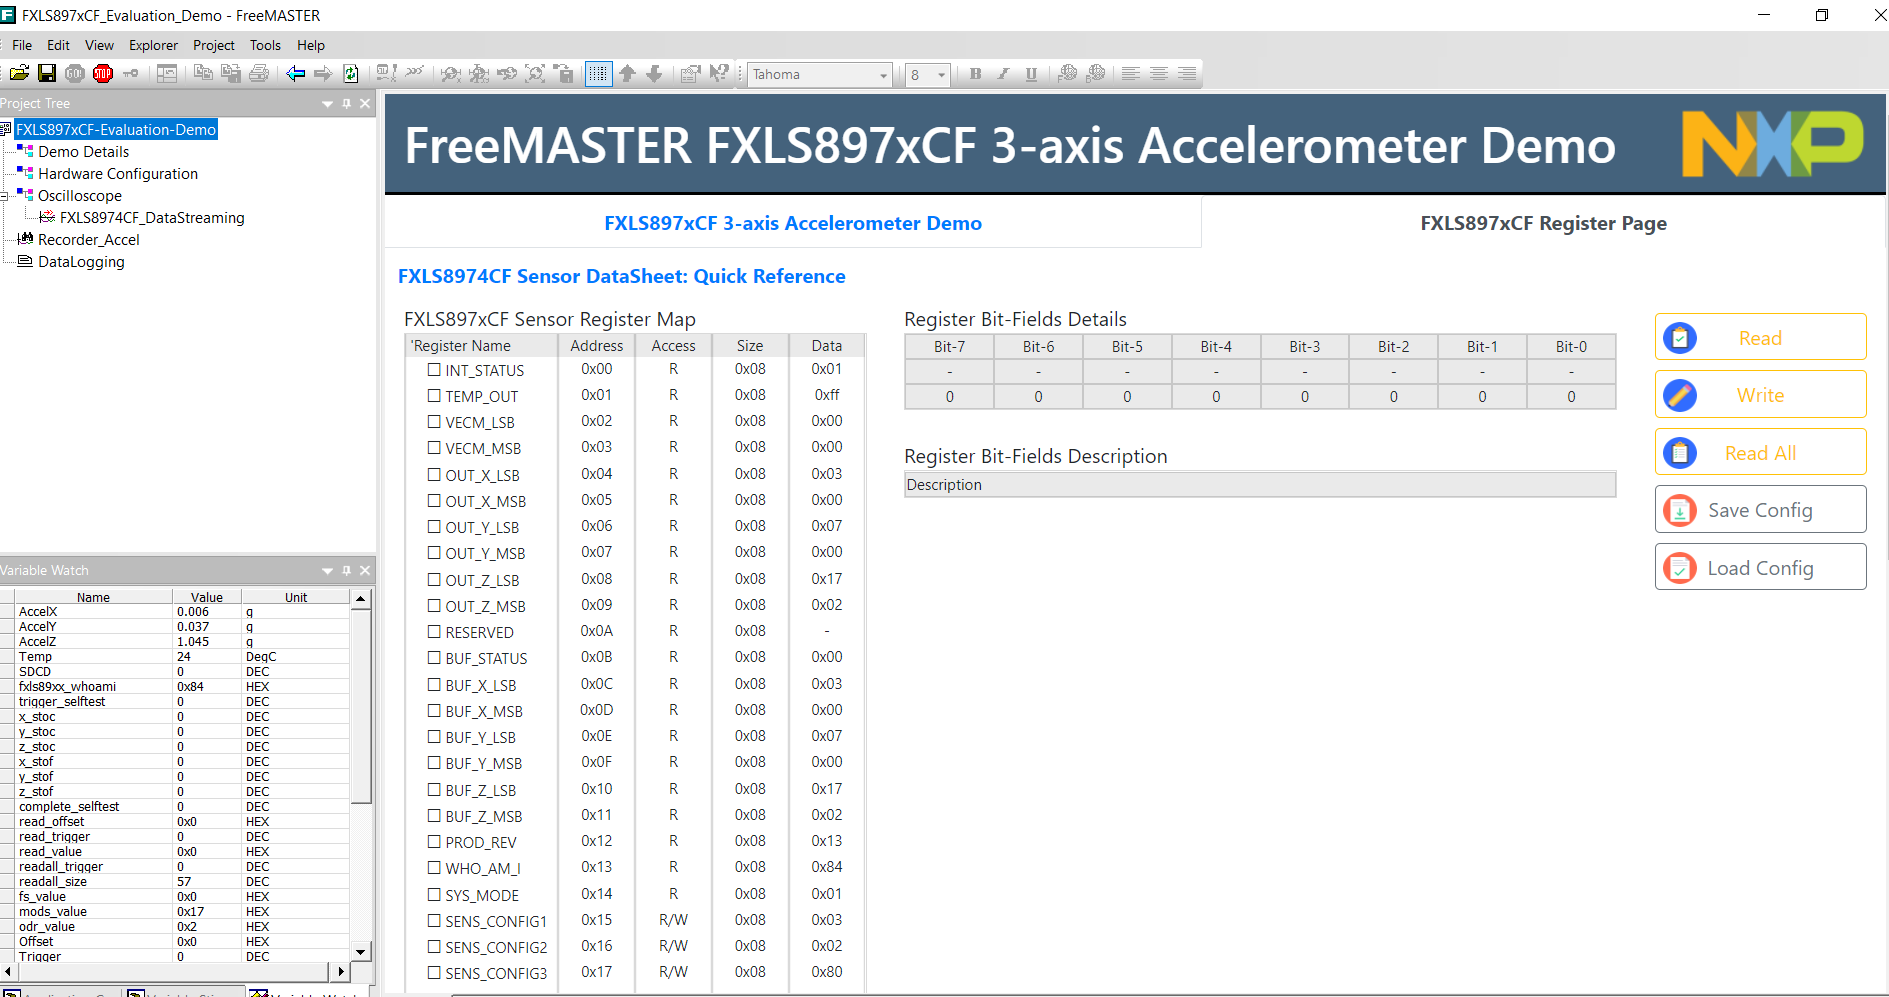 FXLS897xCF_Evaluation_Demo - FreeMASTER
File Edit View Explorer Project Tools Help
GO! STOP Tahoma 8 B I U
Project Tree
FXLS897xCF-Evaluation-Demo
Demo Details
Hardware Configuration
Oscilloscope
FXLS8974CF_DataStreaming
Recorder_Accel
DataLogging
Variable Watch
Name Value Unit
AccelX 0.006 g
AccelY 0.037 g
AccelZ 1.045 g
Temp 24 DegC
SDCD 0 DEC
fxls89xx_whoami 0x84 HEX
trigger_selftest 0 DEC
x_stoc 0 DEC
y_stoc 0 DEC
z_stoc 0 DEC
x_stof 0 DEC
y_stof 0 DEC
z_stof 0 DEC
complete_selftest 0 DEC
read_offset 0x0 HEX
read_trigger 0 DEC
read_value 0x0 HEX
readall_trigger 0 DEC
readall_size 57 DEC
fs_value 0x0 HEX
mods_value 0x17 HEX
odr_value 0x2 HEX
Offset 0x0 HEX
Trigger 0 DEC
FreeMASTER FXLS897xCF 3-axis Accelerometer Demo
NXP
FXLS897xCF 3-axis Accelerometer Demo
FXLS897xCF Register Page
FXLS8974CF Sensor DataSheet: Quick Reference
FXLS897xCF Sensor Register Map
'Register Name Address Access Size Data
INT_STATUS 0x00 R 0x08 0x01
TEMP_OUT 0x01 R 0x08 0xff
VECM_LSB 0x02 R 0x08 0x00
VECM_MSB 0x03 R 0x08 0x00
OUT_X_LSB 0x04 R 0x08 0x03
OUT_X_MSB 0x05 R 0x08 0x00
OUT_Y_LSB 0x06 R 0x08 0x07
OUT_Y_MSB 0x07 R 0x08 0x00
OUT_Z_LSB 0x08 R 0x08 0x17
OUT_Z_MSB 0x09 R 0x08 0x02
RESERVED 0x0A R 0x08 -
BUF_STATUS 0x0B R 0x08 0x00
BUF_X_LSB 0x0C R 0x08 0x03
BUF_X_MSB 0x0D R 0x08 0x00
BUF_Y_LSB 0x0E R 0x08 0x07
BUF_Y_MSB 0x0F R 0x08 0x00
BUF_Z_LSB 0x10 R 0x08 0x17
BUF_Z_MSB 0x11 R 0x08 0x02
PROD_REV 0x12 R 0x08 0x13
WHO_AM_I 0x13 R 0x08 0x84
SYS_MODE 0x14 R 0x08 0x01
SENS_CONFIG1 0x15 R/W 0x08 0x03
SENS_CONFIG2 0x16 R/W 0x08 0x02
SENS_CONFIG3 0x17 R/W 0x08 0x80
Register Bit-Fields Details
Bit-7 Bit-6 Bit-5 Bit-4 Bit-3 Bit-2 Bit-1 Bit-0
- - - - - - - -
0 0 0 0 0 0 0 0
Register Bit-Fields Description
Description
Read
Write
Read All
Save Config
Load Config